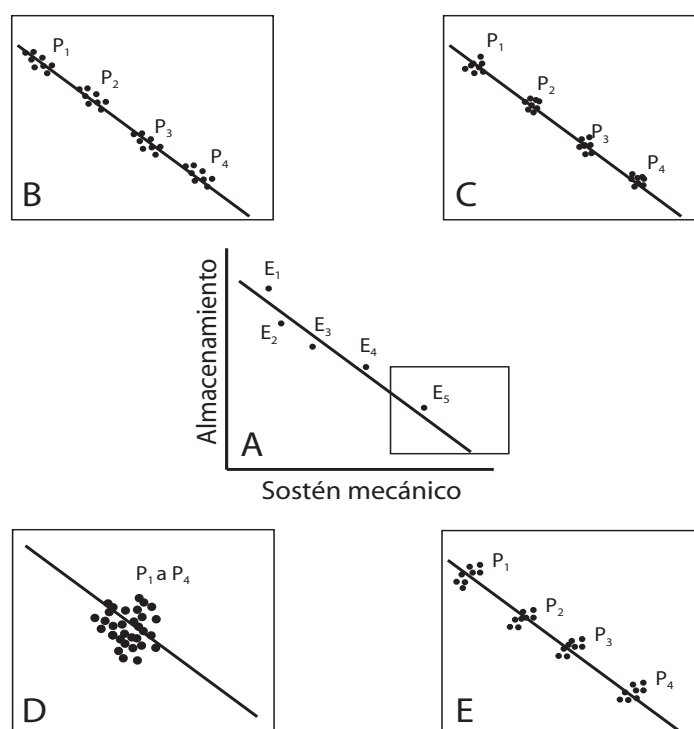 P₁
P₂
P₃
P₄
B
P₁
P₂
P₃
P₄
C
Almacenamiento
E₁
E₂
E₃
E₄
E₅
A
Sostén mecánico
P₁ a P₄
D
P₁
P₂
P₃
P₄
E